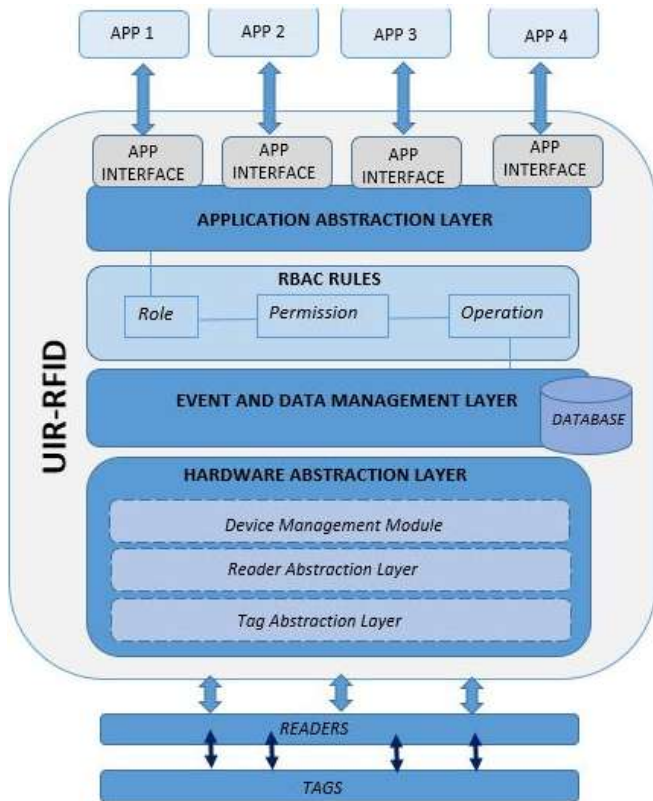 APP 1
APP 2
APP 3
APP 4
APP
INTERFACE
APP
INTERFACE
APP
INTERFACE
APP
INTERFACE
APPLICATION ABSTRACTION LAYER
RBAC RULES
Role
Permission
Operation
UIR-RFID
EVENT AND DATA MANAGEMENT LAYER
DATABASE
HARDWARE ABSTRACTION LAYER
Device Management Module
Reader Abstraction Layer
Tag Abstraction Layer
READERS
TAGS